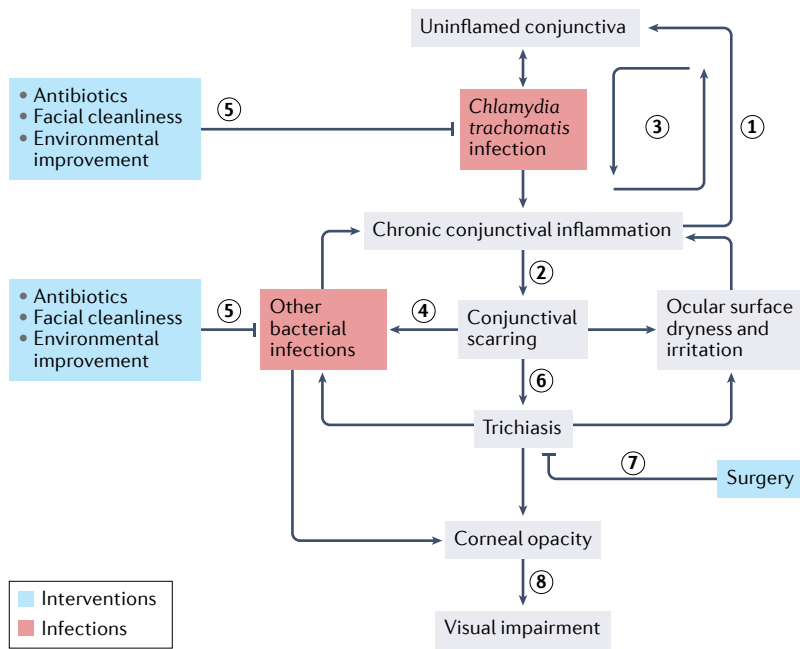 Uninflamed conjunctiva
• Antibiotics
• Facial cleanliness
• Environmental
improvement
5
Chlamydia
trachomatis
infection
3
1
Chronic conjunctival inflammation
2
• Antibiotics
• Facial cleanliness
• Environmental
improvement
5
Other
bacterial
infections
4
Conjunctival
scarring
Ocular surface
dryness and
irritation
6
Trichiasis
7
Surgery
Corneal opacity
8
Interventions
Infections
Visual impairment